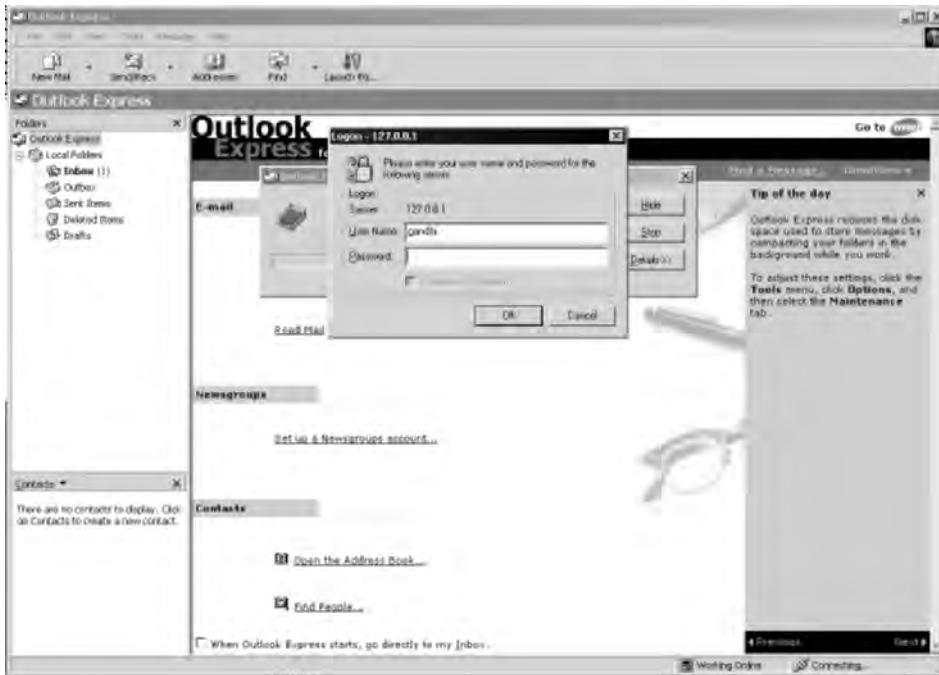 Outlook Express
New Mail
Send/Recv
Addresses
Find
Outlook Express
Folders
Outlook Express
Local Folders
Inbox (1)
Outbox
Sent Items
Deleted Items
Drafts
Contacts
There are no contacts to display. Click
on Contacts to create a new contact.
Outlook
Express
Go to msn
E-mail
Read Mail
Newsgroups
Set up a Newsgroups account...
Contacts
Open the Address Book...
Find People...
When Outlook Express starts, go directly to my Inbox.
Hide
Stop
Details>>
Logon - 127.0.0.1
Please enter your user name and password for the
following server.
Logon
Server: 127.0.0.1
User Name: gandhi
Password:
OK
Cancel
Find a Message...
Tip of the day
Outlook Express reduces the disk
space used to store messages by
compacting your folders in the
background while you work.
To adjust these settings, click the
Tools menu, click Options, and
then select the Maintenance
tab.
Previous
Next
Working Online
Connecting...